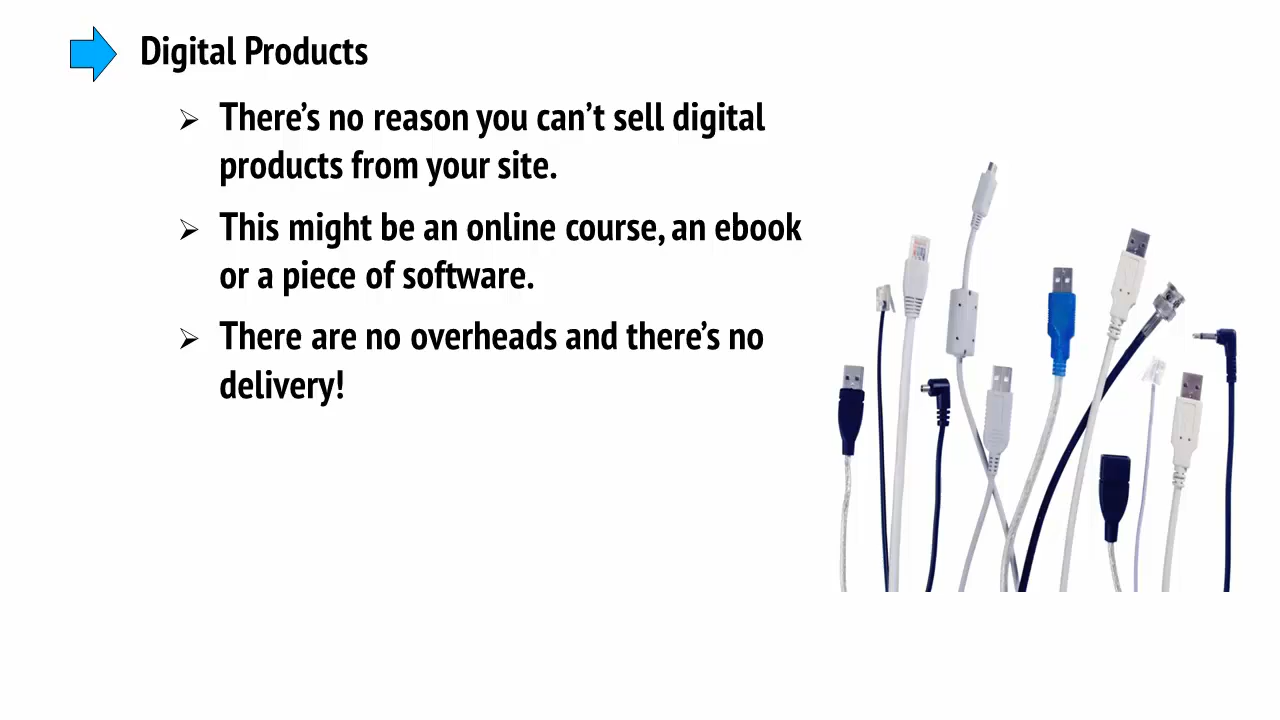 Digital Products
There’s no reason you can’t sell digital
products from your site.
This might be an online course, an ebook
or a piece of software.
There are no overheads and there’s no
delivery!